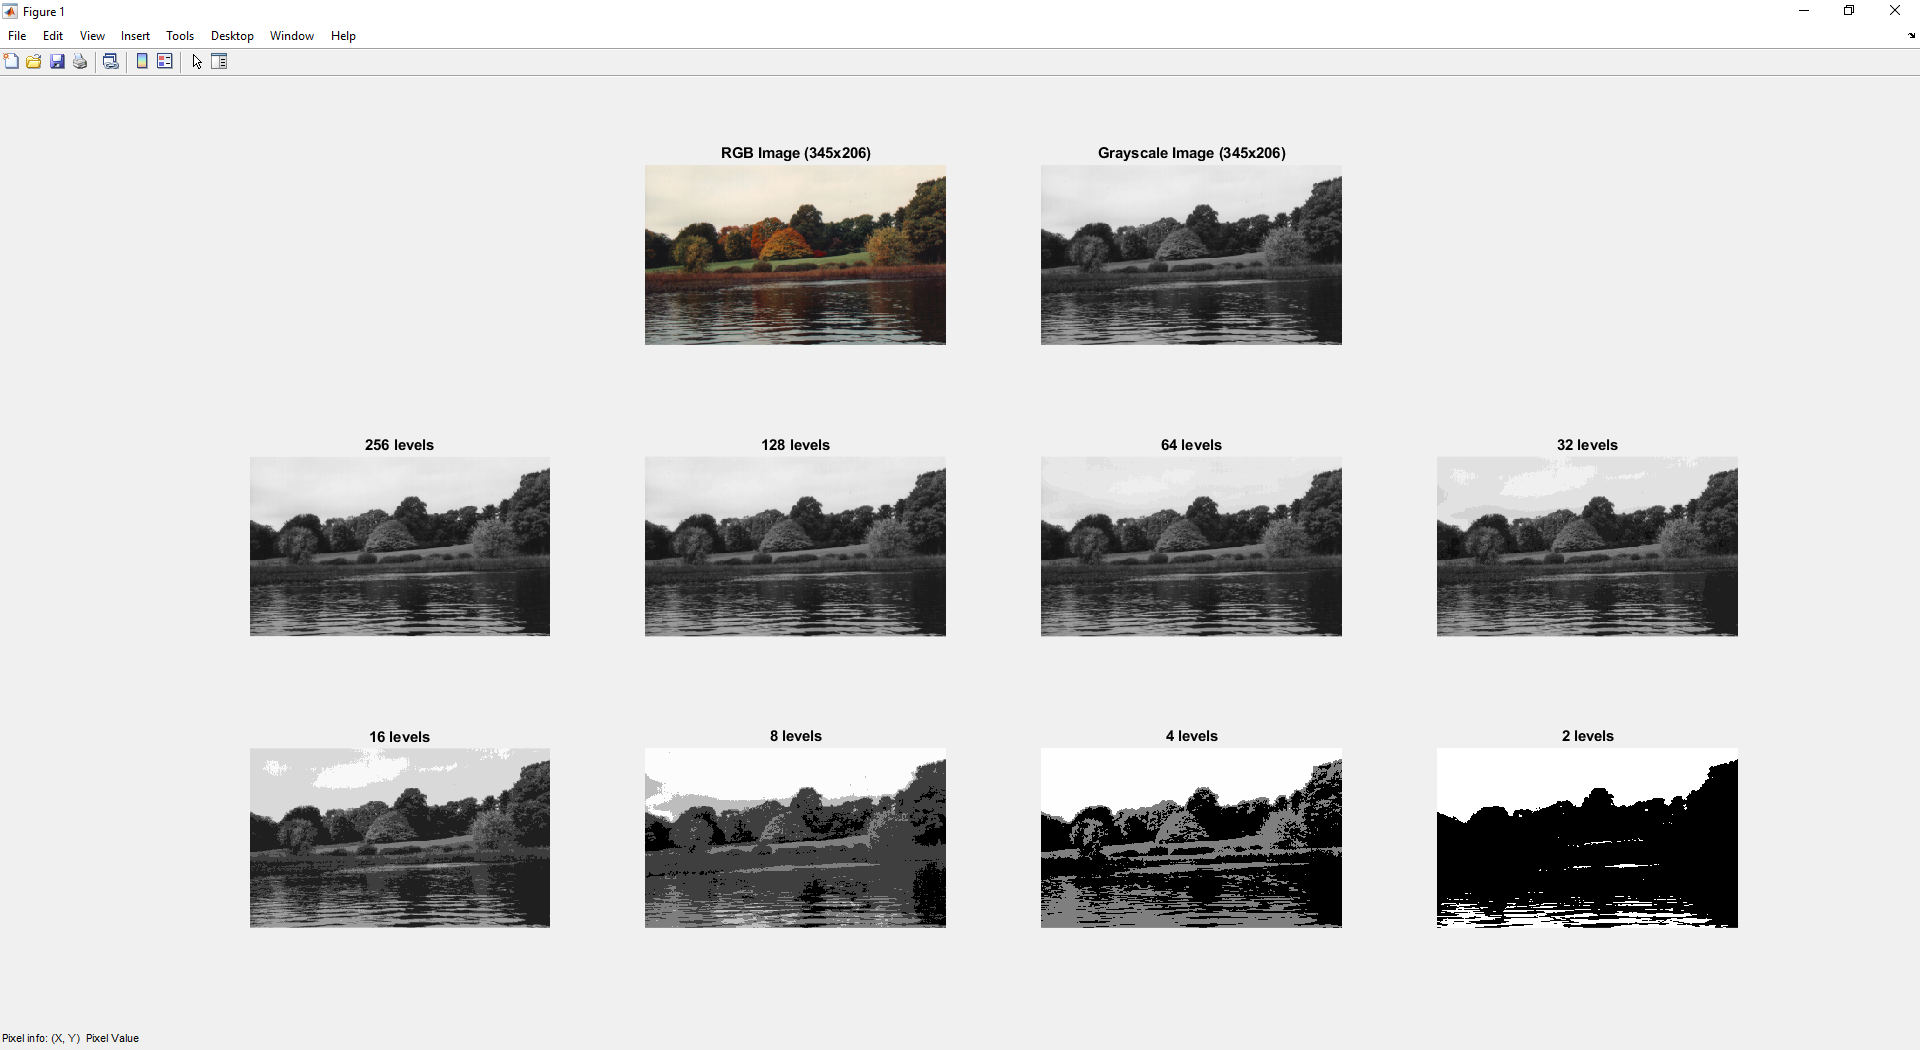 Figure 1
File Edit View Insert Tools Desktop Window Help
RGB Image (345x206) Grayscale Image (345x206)
256 levels 128 levels 64 levels 32 levels
16 levels 8 levels 4 levels 2 levels
Pixel info: (X, Y) Pixel Value